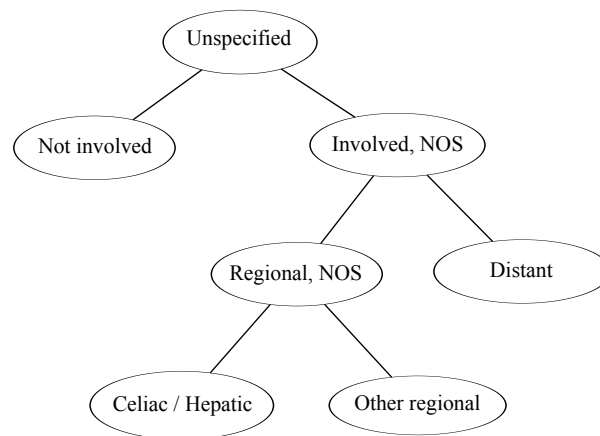 Unspecified
Not involved
Involved, NOS
Regional, NOS
Distant
Celiac / Hepatic
Other regional